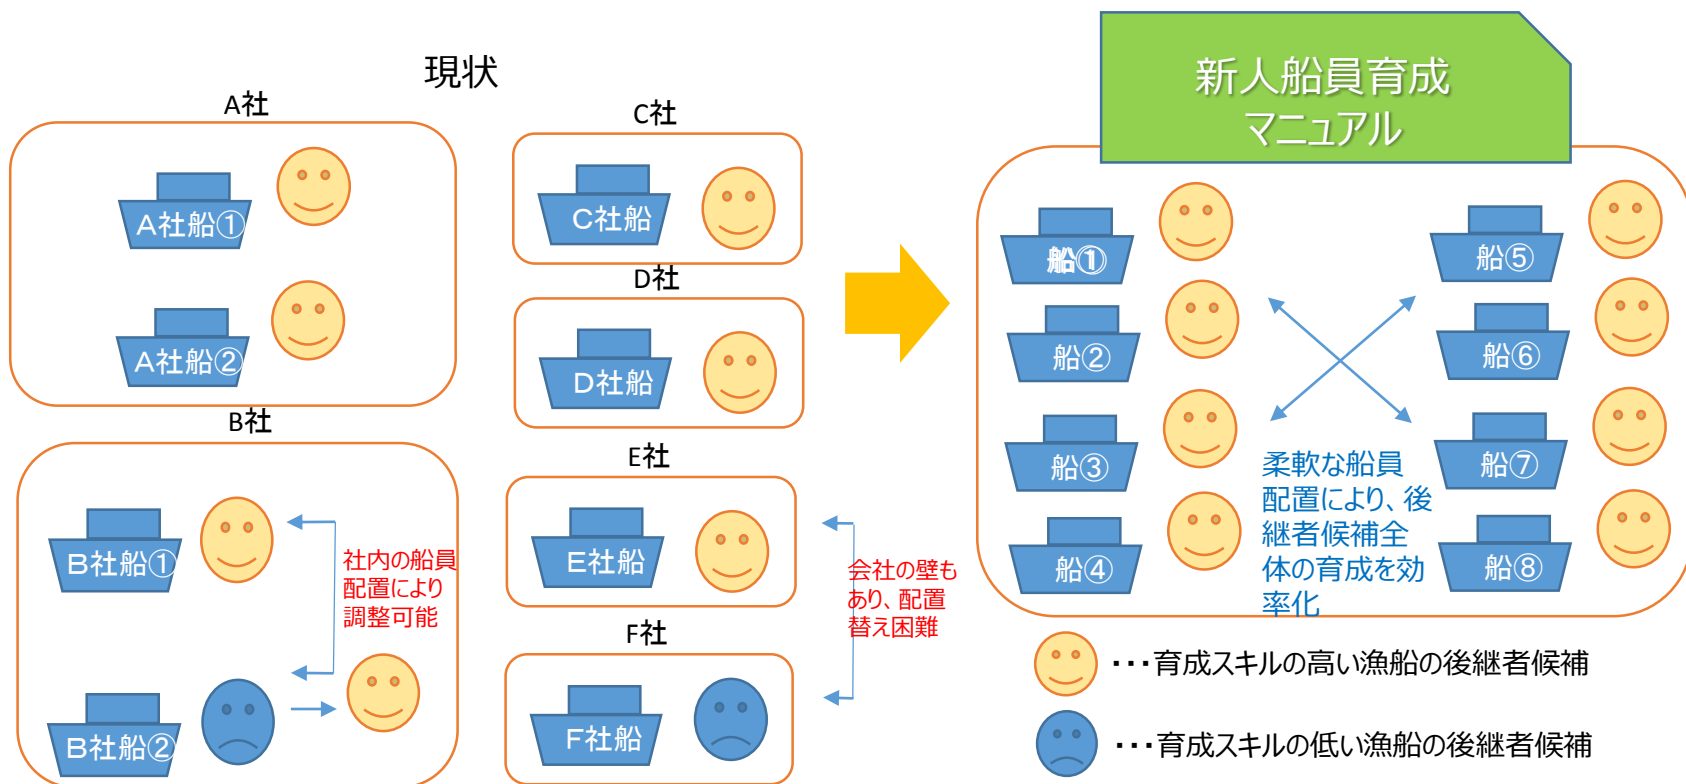 現状
A社
A社船①
A社船②
B社
B社船①
社内の船員
配置により
調整可能
B社船②
C社
C社船
D社
D社船
E社
E社船
会社の壁も
あり、配置
替え困難
F社
F社船
新人船員育成
マニュアル
船①
船②
船③
船④
船⑤
船⑥
船⑦
船⑧
柔軟な船員
配置により、後
継者候補全
体の育成を効
率化
・・・育成スキルの高い漁船の後継者候補
・・・育成スキルの低い漁船の後継者候補